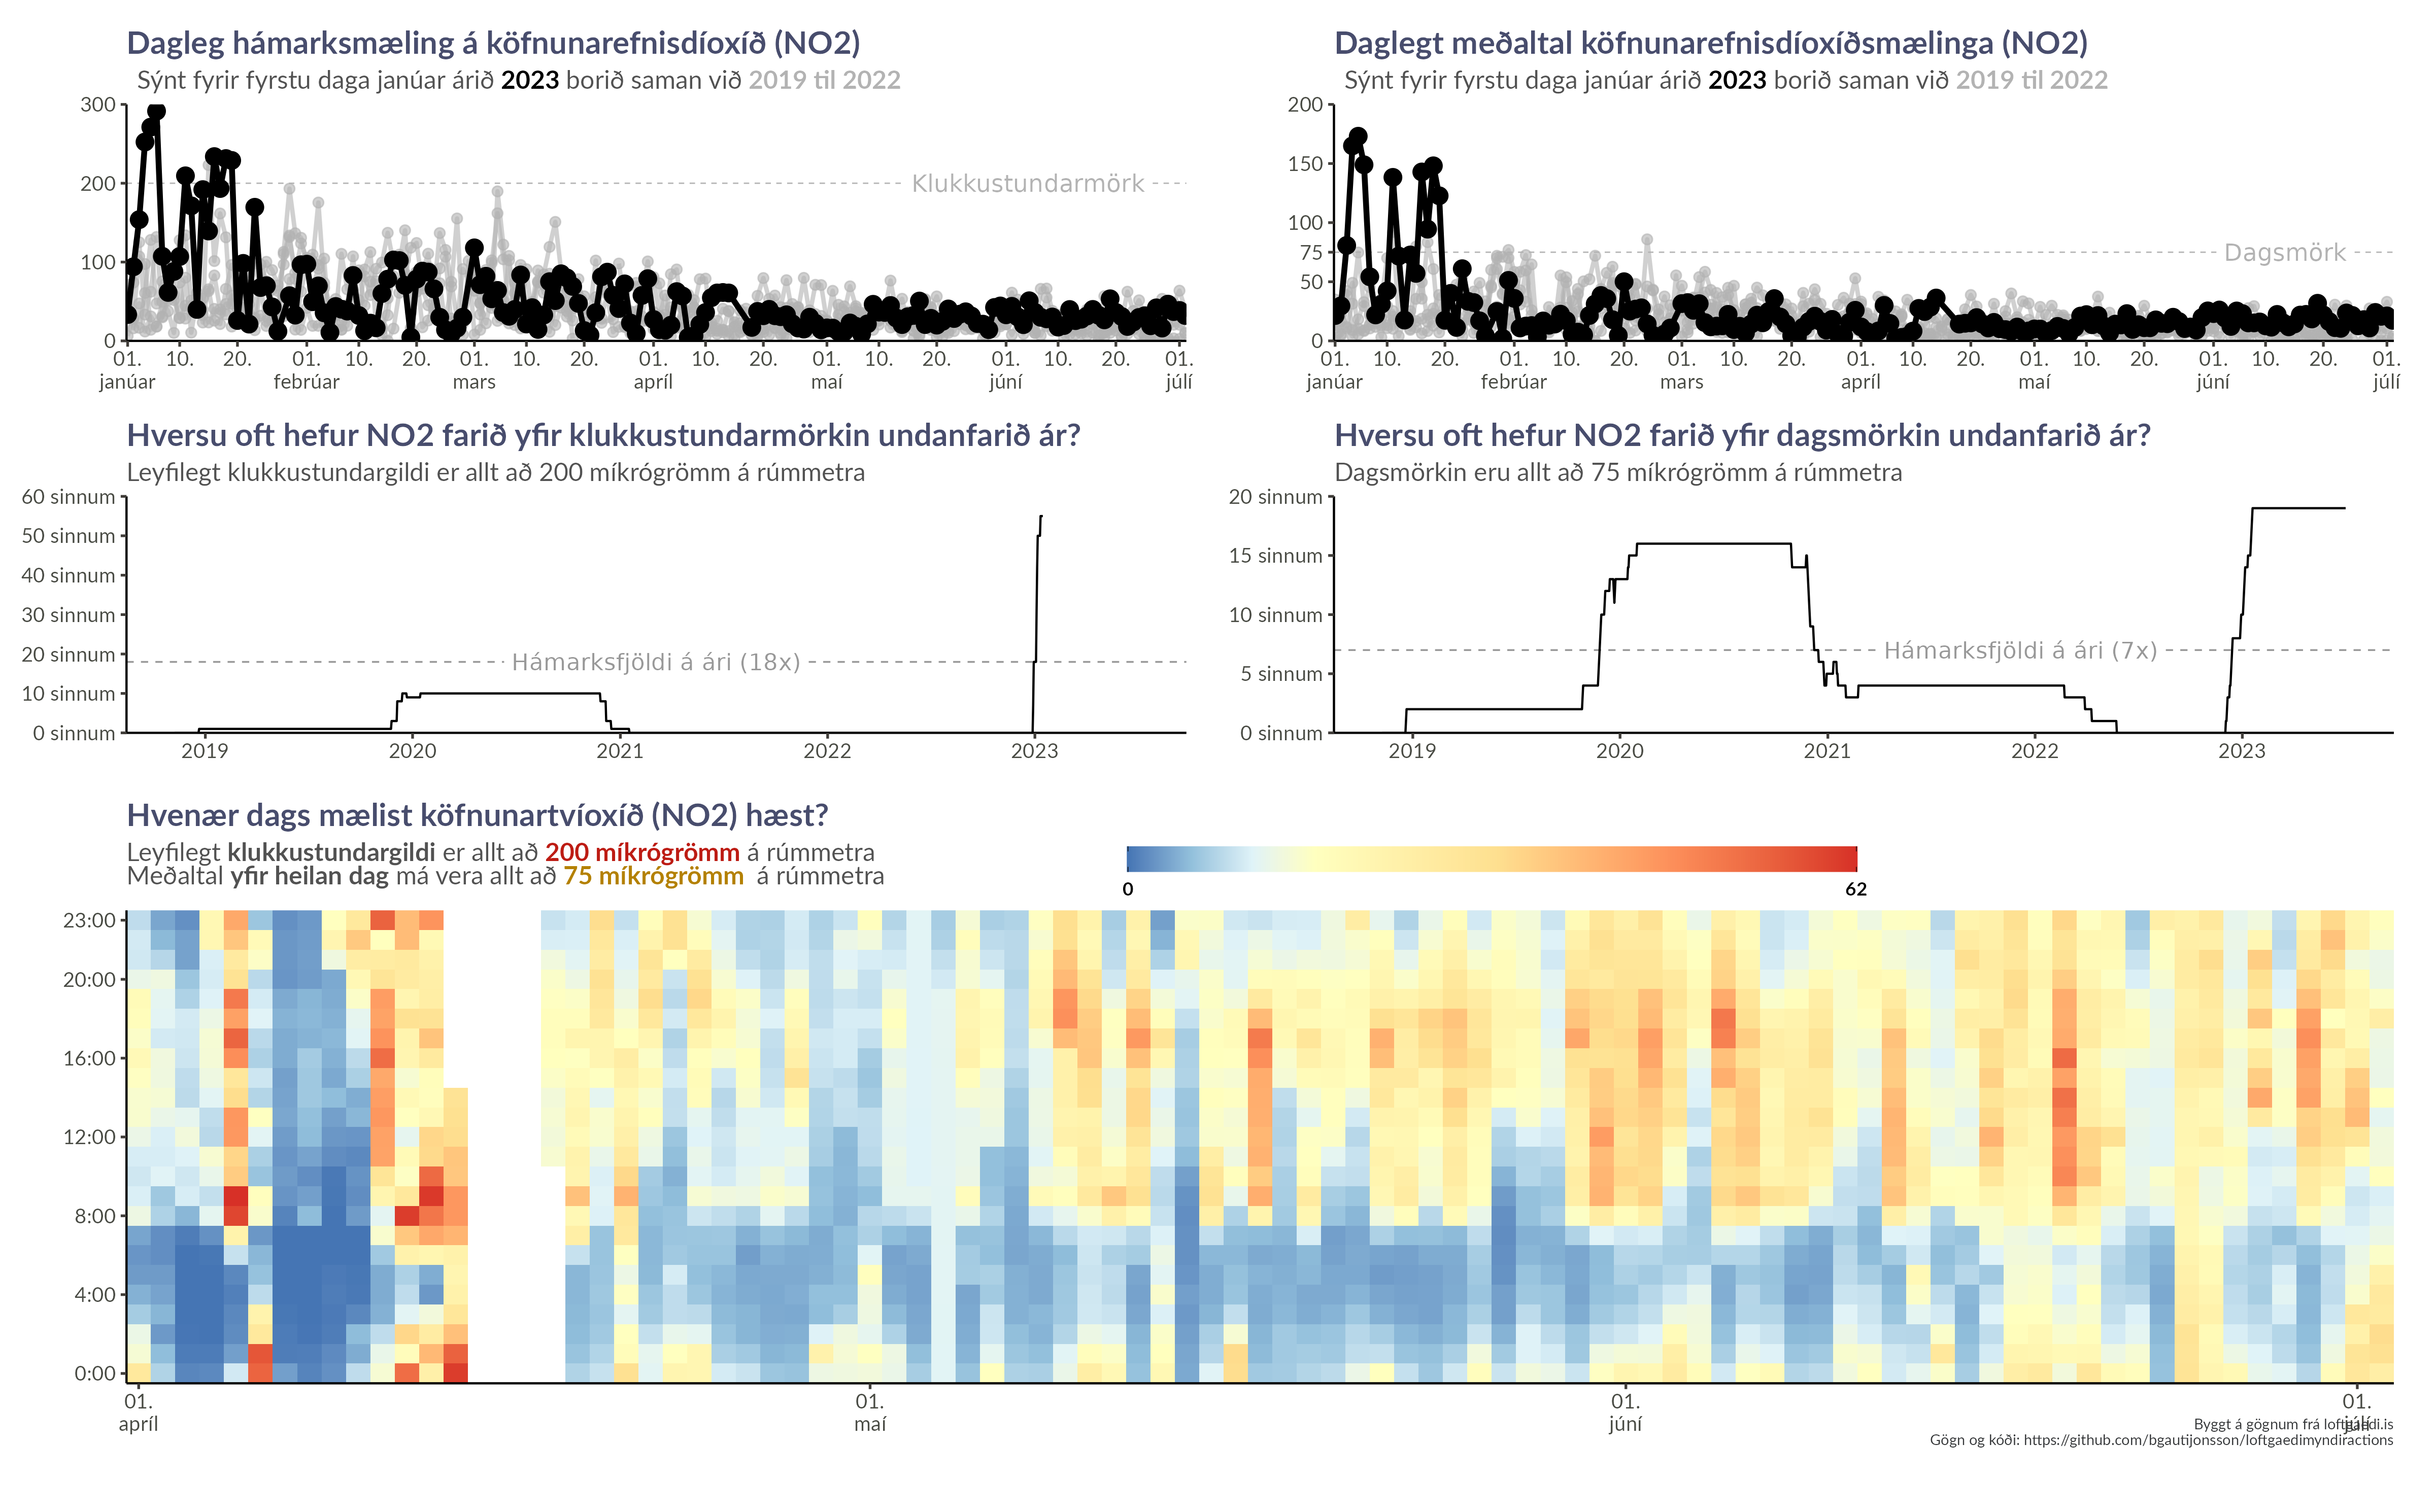 Dagleg hámarksmæling á köfnunarefnisdíoxíð (NO2)
Sýnt fyrir fyrstu daga janúar árið 2023 borið saman við 2019 til 2022
300
200
100
0
Klukkustundarmörk
01. 10. 20. 01. 10. 20. 01. 10. 20. 01. 10. 20. 01. 10. 20. 01. 10. 20. 01.
janúar febrúar mars apríl maí júní júlí
Daglegt meðaltal köfnunarefnisdíoxíðsmælinga (NO2)
Sýnt fyrir fyrstu daga janúar árið 2023 borið saman við 2019 til 2022
200
150
100
75
50
0
Dagsmörk
01. 10. 20. 01. 10. 20. 01. 10. 20. 01. 10. 20. 01. 10. 20. 01. 10. 20. 01.
janúar febrúar mars apríl maí júní júlí
Hversu oft hefur NO2 farið yfir klukkustundarmörkin undanfarið ár?
Leyfilegt klukkustundargildi er allt að 200 míkrógrömm á rúmmetra
60 sinnum
50 sinnum
40 sinnum
30 sinnum
20 sinnum
10 sinnum
0 sinnum
Hámarksfjöldi á ári (18x)
2019 2020 2021 2022 2023
Hversu oft hefur NO2 farið yfir dagsmörkin undanfarið ár?
Dagsmörkin eru allt að 75 míkrógrömm á rúmmetra
20 sinnum
15 sinnum
10 sinnum
5 sinnum
0 sinnum
Hámarksfjöldi á ári (7x)
2019 2020 2021 2022 2023
Hvenær dags mælist köfnunartvíoxíð (NO2) hæst?
Leyfilegt klukkustundargildi er allt að 200 míkrógrömm á rúmmetra
Meðaltal yfir heilan dag má vera allt að 75 míkrógrömm á rúmmetra
0 62
23:00
20:00
16:00
12:00
8:00
4:00
0:00
01. 01. 01. 01.
apríl maí júní júlí
Byggt á gögnum frá loftgaedi.is
Gögn og kóði: https://github.com/bgautijonsson/loftgaedimyndiractions